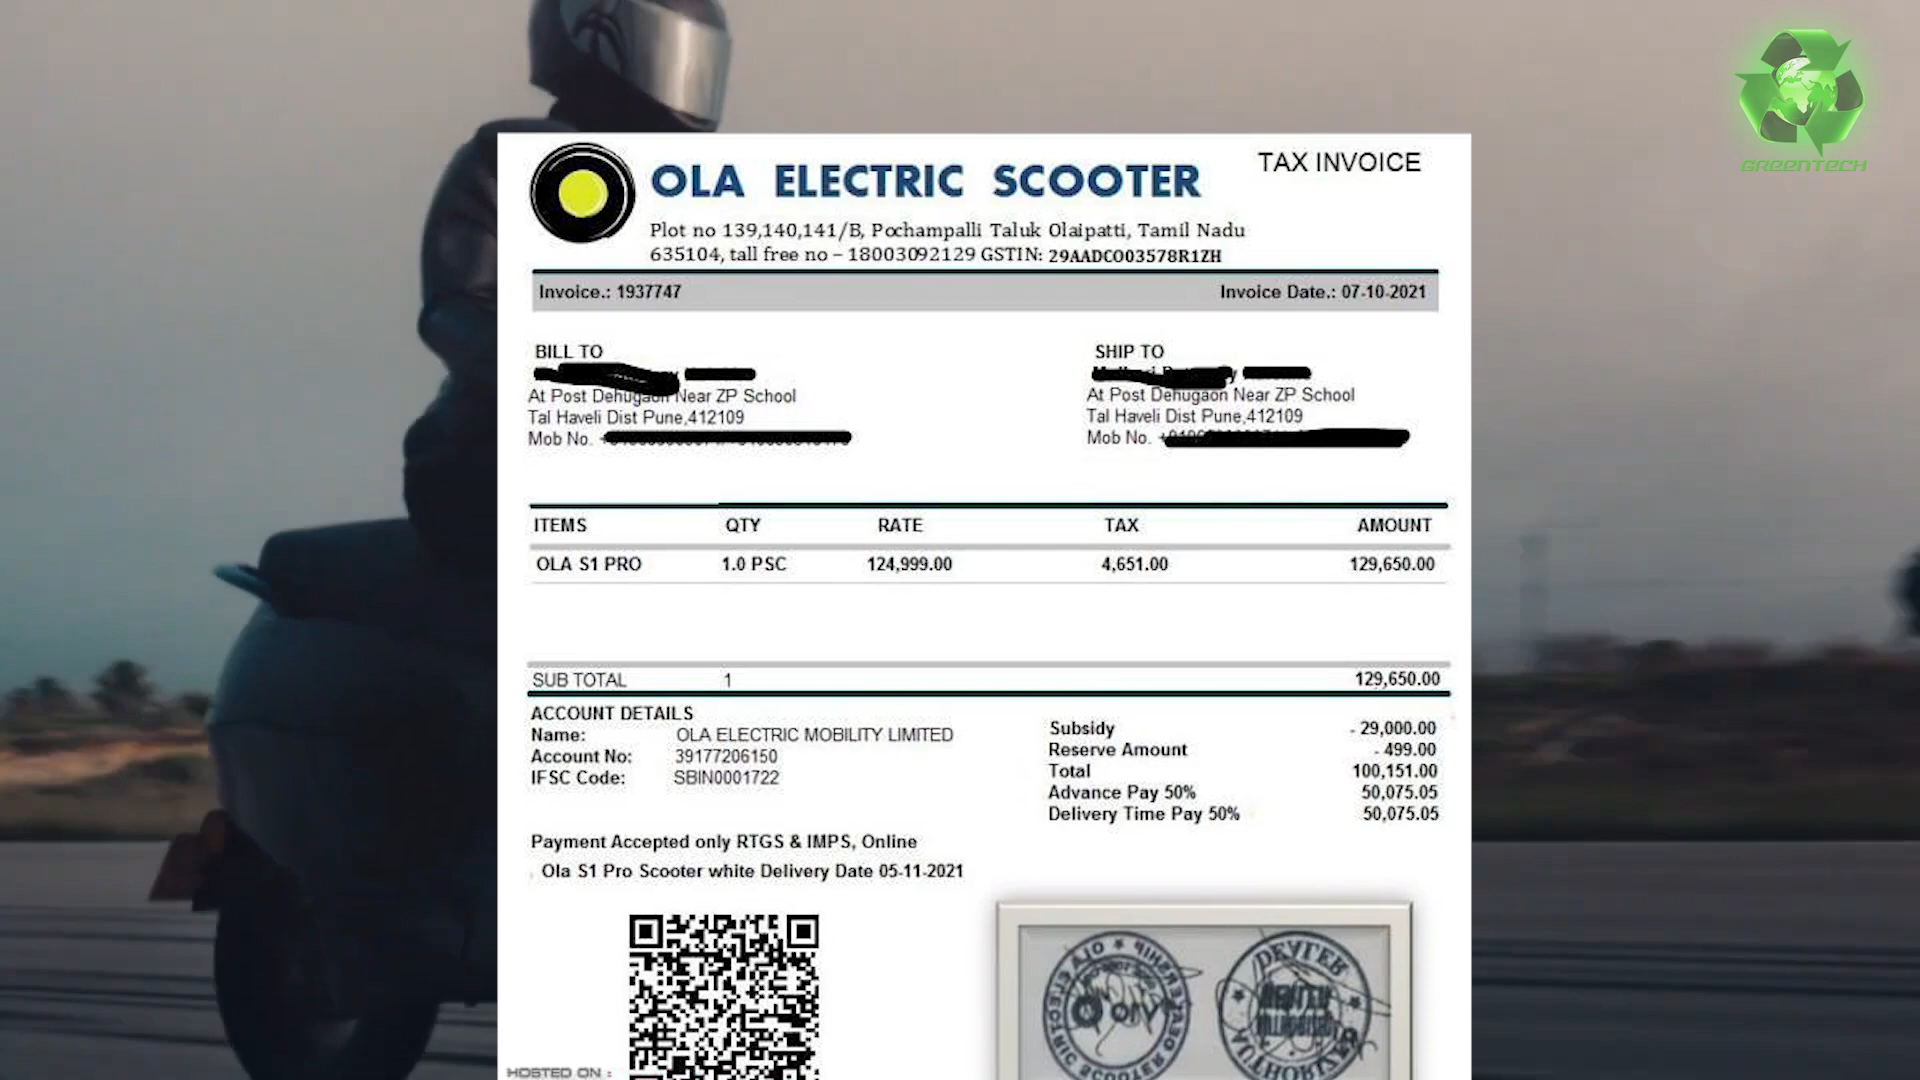 GREENTECH
OLA ELECTRIC SCOOTER
TAX INVOICE
Plot no 139,140,141/B, Pochampalli Taluk Olaipatti, Tamil Nadu
635104, tall free no – 18003092129 GSTIN: 29AADCO03578R1ZH
Invoice.: 1937747 Invoice Date.: 07-10-2021
BILL TO
At Post Dehugaon Near ZP School
Tal Haveli Dist Pune,412109
Mob No.
SHIP TO
At Post Dehugaon Near ZP School
Tal Haveli Dist Pune,412109
Mob No.
ITEMS QTY RATE TAX AMOUNT
OLA S1 PRO 1.0 PSC 124,999.00 4,651.00 129,650.00
SUB TOTAL 1 129,650.00
ACCOUNT DETAILS
Name: OLA ELECTRIC MOBILITY LIMITED
Account No: 39177206150
IFSC Code: SBIN0001722
Subsidy - 29,000.00
Reserve Amount - 499.00
Total 100,151.00
Advance Pay 50% 50,075.05
Delivery Time Pay 50% 50,075.05
Payment Accepted only RTGS & IMPS, Online
Ola S1 Pro Scooter white Delivery Date 05-11-2021
HOSTED ON :
DEALER